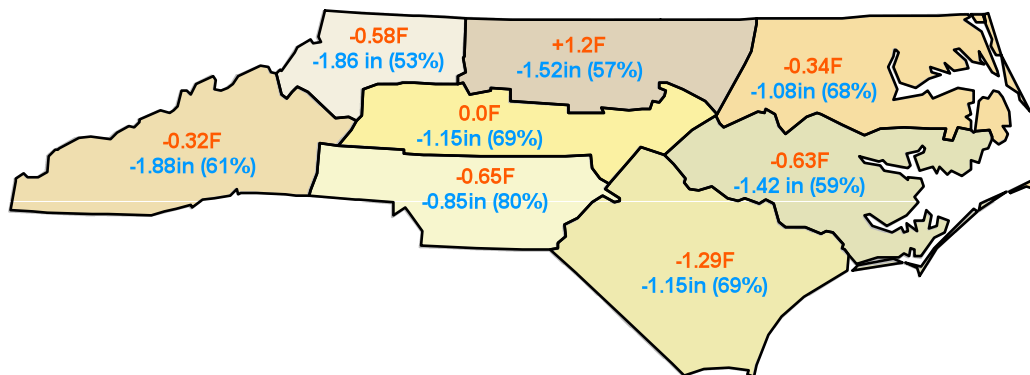 -0.58F
-1.86 in (53%)
+1.2F
-1.52in (57%)
-0.34F
-1.08in (68%)
0.0F
-1.15in (69%)
-0.32F
-1.88in (61%)
-0.65F
-0.85in (80%)
-0.63F
-1.42 in (59%)
-1.29F
-1.15in (69%)